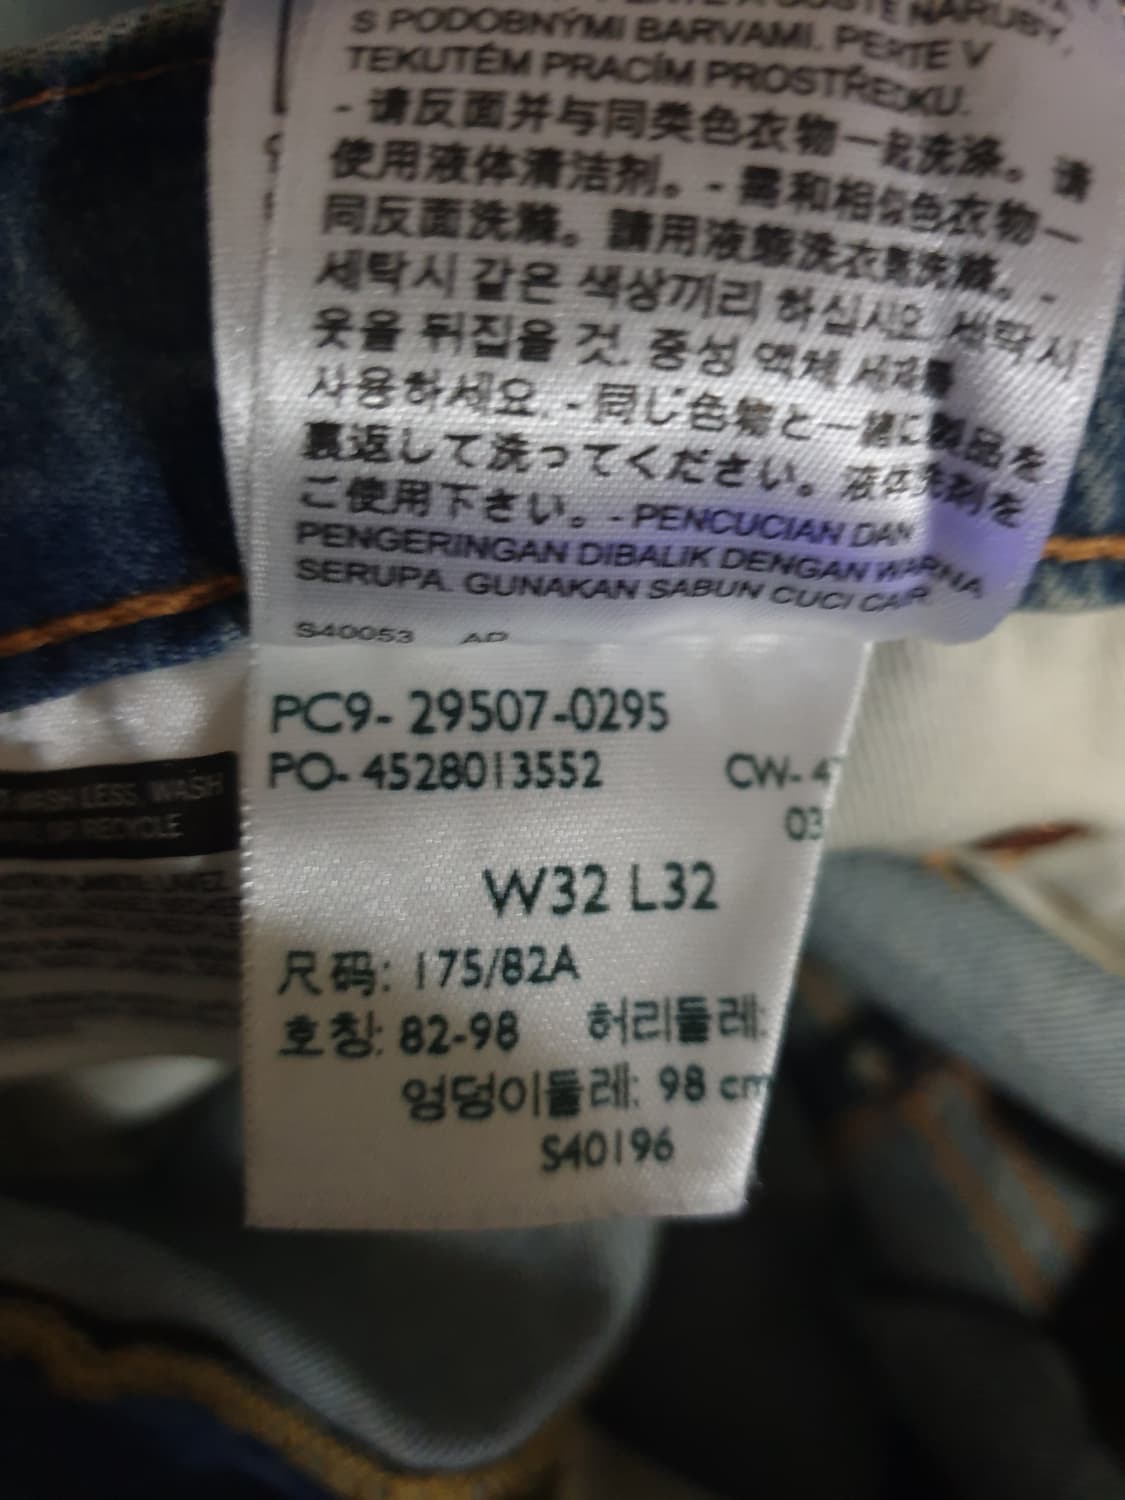 S PODOBNÝMI BARVAMI. PERTE V
TEKUTÉM PRACÍM PROSTŘEDKU.
- 请反面并与同类色衣物一起洗涤。请
使用液体清洁剂。- 需和相似色衣物一
同反面洗滌。請用液態洗衣劑洗滌。-
세탁시 같은 색상끼리 하십시오. 세탁시
옷을 뒤집을 것. 중성 액체 세제를
사용하세요. - 同じ色物と一緒に製品を
裏返して洗ってください。液体洗剤を
ご使用下さい。- PENCUCIAN DAN
PENGERINGAN DIBALIK DENGAN WARNA
SERUPA. GUNAKAN SABUN CUCI CAIR
S40053 AP
PC9- 29507-0295
PO- 4528013552 CW- 4
03
W32 L32
尺码: 175/82A
호칭: 82-98 허리둘레:
엉덩이둘레: 98 cm
S40196
WASH LESS, WASH
RECYCLE